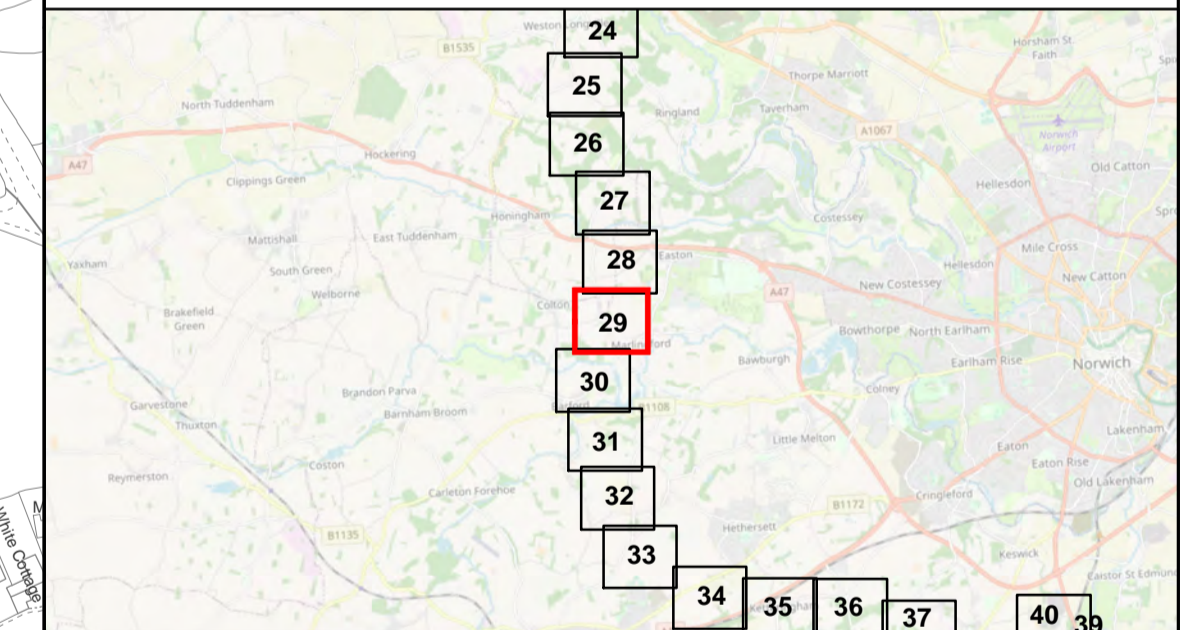 24
B1535
Horsham St.
Faith
25
Thorpe Marriott
North Tuddenham
Ringland
Taverham
A1067
Norwich
Airport
26
A47
Hockering
Old Catton
Clippings Green
Hellesdon
27
Honingham
Costessey
Mattishall
East Tuddenham
Mile Cross
28
Easton
Yaxham
South Green
Hellesdon
New Catton
New Costessey
Welborne
A47
Colton
29
Brakefield
Green
Bowthorpe
North Earlham
Bawburgh
Earlham Rise
Norwich
30
Brandon Parva
Colney
Garvestone
Barnham Broom
B1108
Thuxton
31
Little Melton
Lakenham
Eaton
Coston
Eaton Rise
Reymerston
Carleton Forehoe
Old Lakenham
32
Cringleford
B1172
Hethersett
B1135
White Cottage
M
33
Keswick
34
35
36
37
40
39